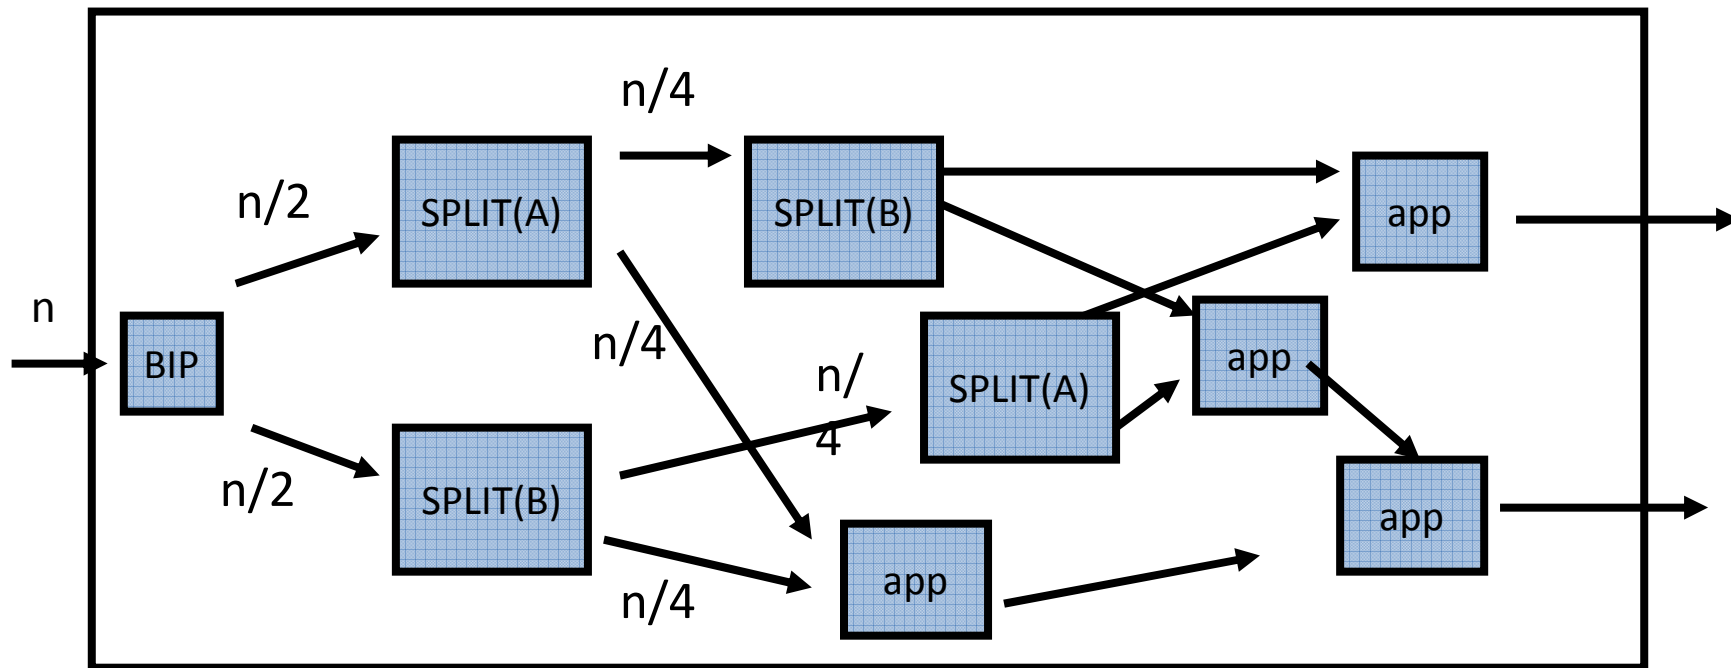 n/4
n/2
SPLIT(A)
SPLIT(B)
app
n
n/4
BIP
n/
4
SPLIT(A)
app
n/2
SPLIT(B)
app
n/4
app